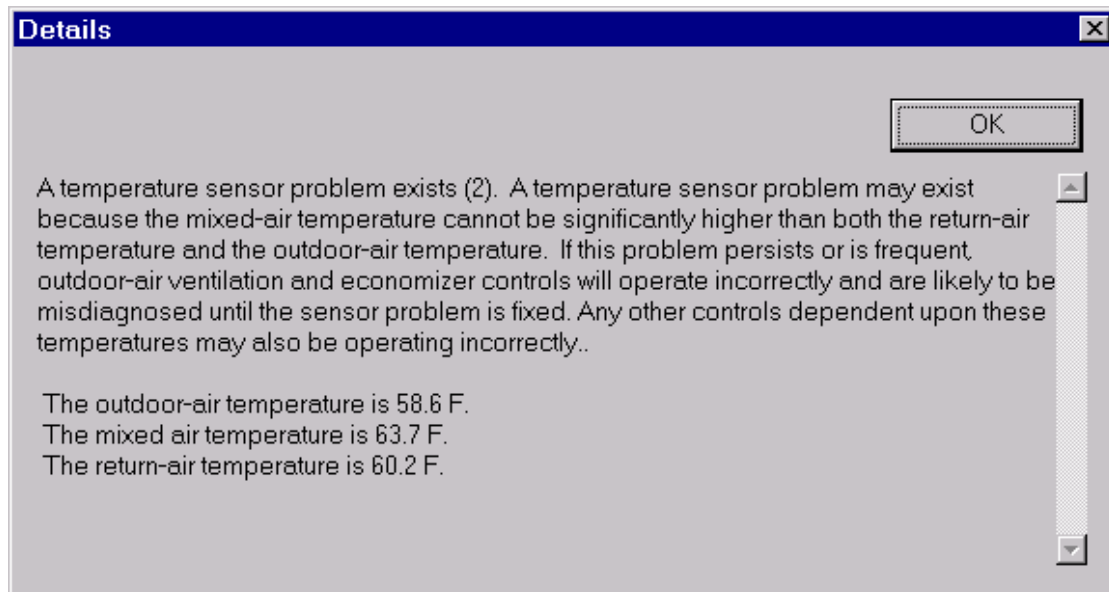 Details
OK
A temperature sensor problem exists (2). A temperature sensor problem may exist
because the mixed-air temperature cannot be significantly higher than both the return-air
temperature and the outdoor-air temperature. If this problem persists or is frequent,
outdoor-air ventilation and economizer controls will operate incorrectly and are likely to be
misdiagnosed until the sensor problem is fixed. Any other controls dependent upon these
temperatures may also be operating incorrectly..
The outdoor-air temperature is 58.6 F.
The mixed air temperature is 63.7 F.
The return-air temperature is 60.2 F.